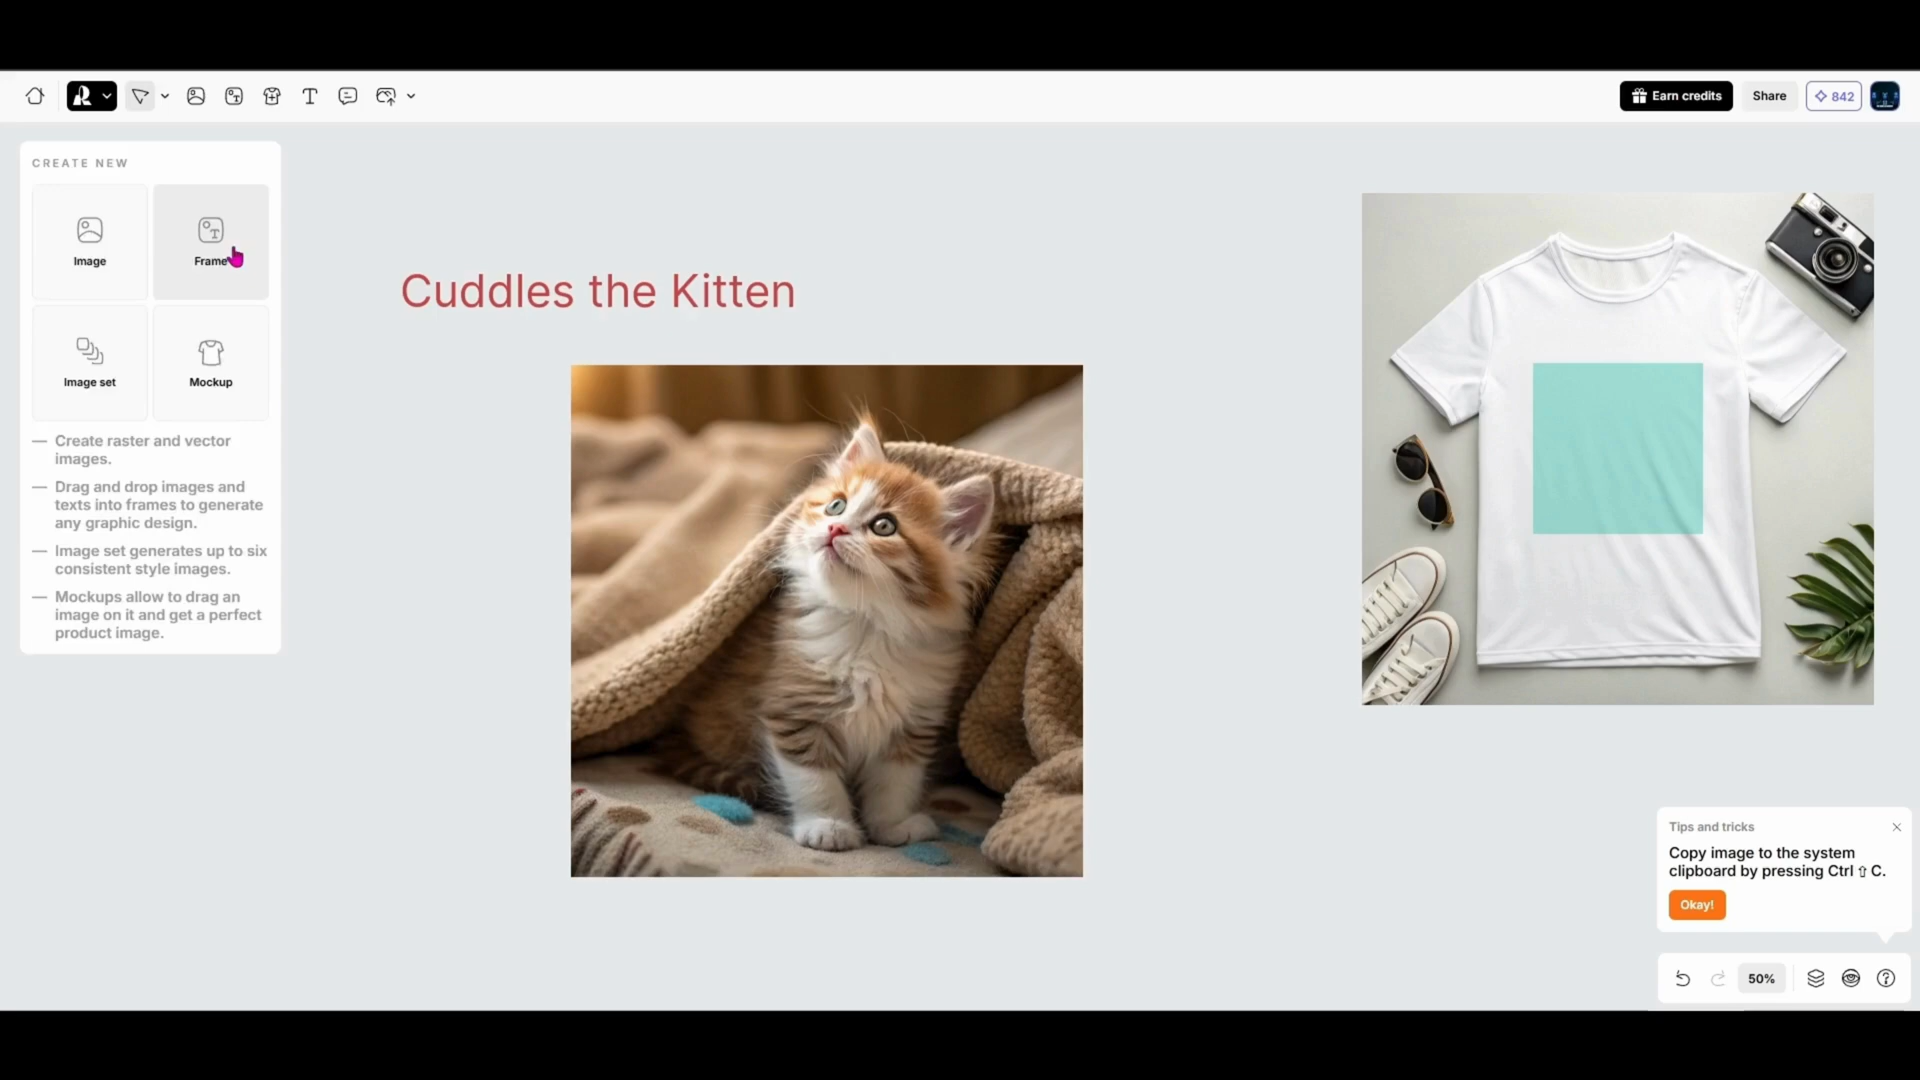 Earn credits
Share
842
CREATE NEW
Image
Frame
Image set
Mockup
— Create raster and vector
images.
— Drag and drop images and
texts into frames to generate
any graphic design.
— Image set generates up to six
consistent style images.
— Mockups allow to drag an
image on it and get a perfect
product image.
Cuddles the Kitten
Tips and tricks
Copy image to the system
clipboard by pressing Ctrl ⇧ C.
Okay!
50%